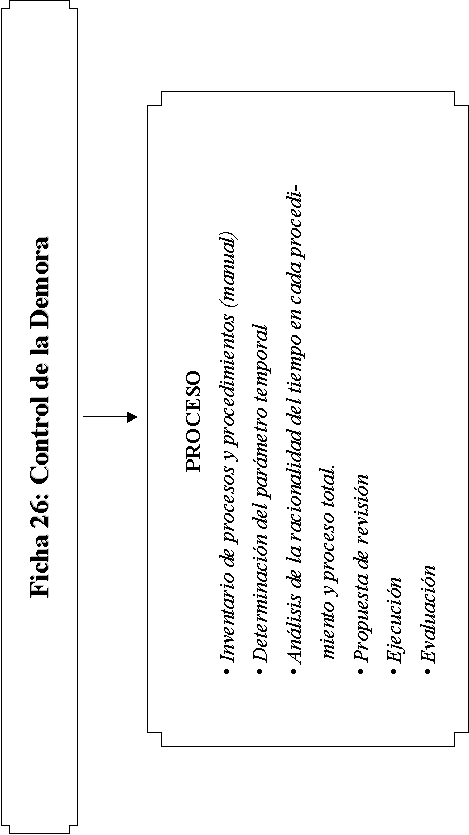 Ficha 26: Control de la Demora
PROCESO
• Inventario de procesos y procedimientos (manual)
• Determinación del parámetro temporal
• Análisis de la racionalidad del tiempo en cada procedi-
miento y proceso total.
• Propuesta de revisión
• Ejecución
• Evaluación